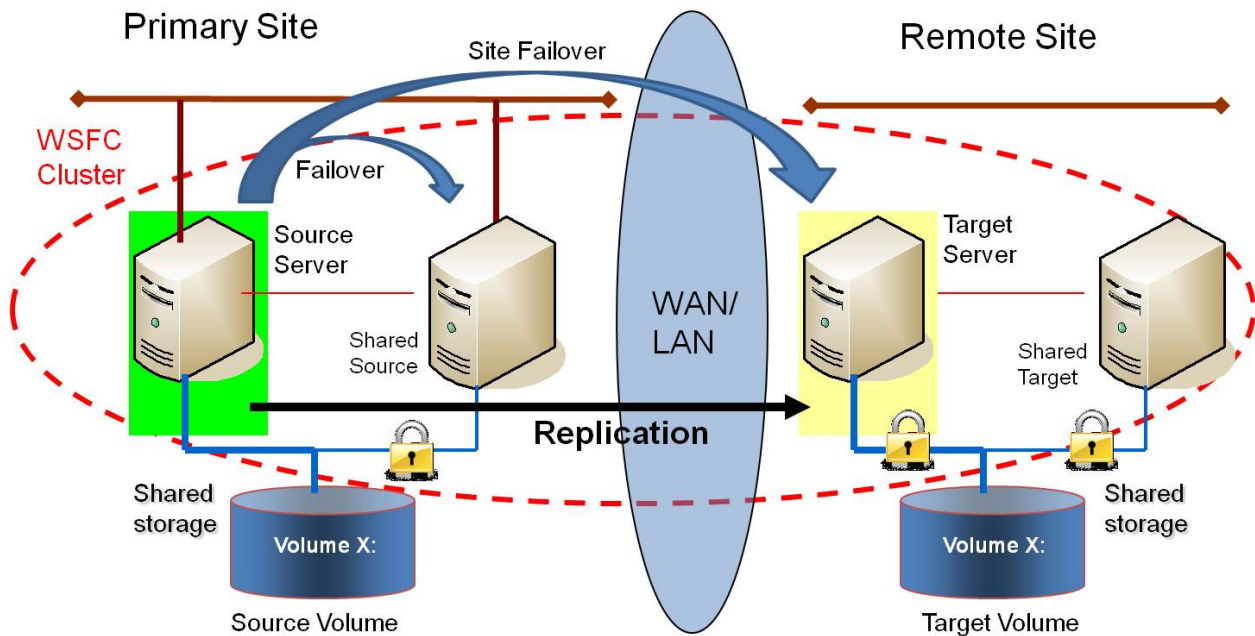 Primary Site
Remote Site
Site Failover
WSFC
Cluster
Failover
Source
Server
Target
Server
WAN/
LAN
Shared
Source
Shared
Target
Replication
Shared
storage
Shared
storage
Volume X:
Volume X:
Source Volume
Target Volume